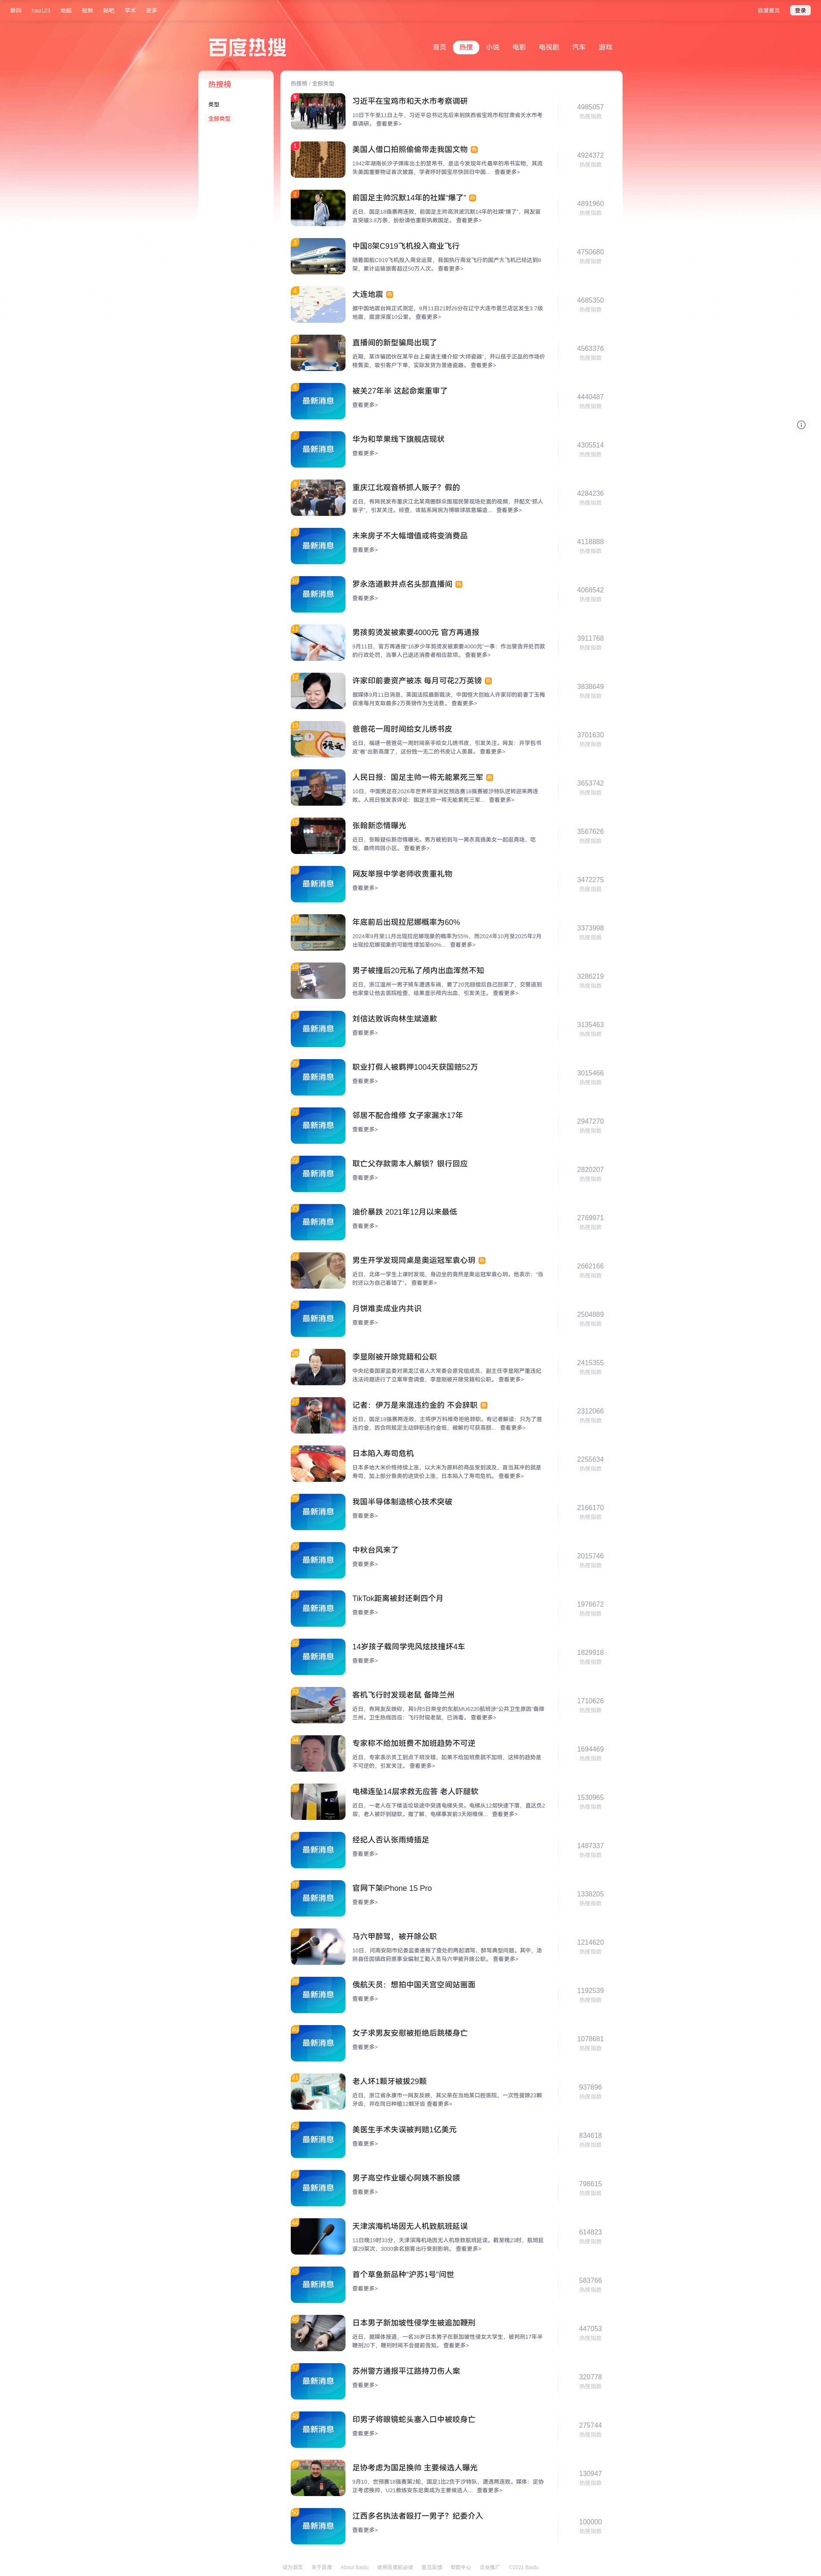 新闻 hao123 地图 视频 贴吧 学术 更多
百度首页 登录
百度热搜
首页 热搜 小说 电影 电视剧 汽车 游戏
热搜榜
类型
全部类型
热搜榜 / 全部类型
习近平在宝鸡市和天水市考察调研
10日下午至11日上午，习近平总书记先后来到陕西省宝鸡市和甘肃省天水市考
察调研。 查看更多>
4985057
热搜指数
1
美国人借口拍照偷偷带走我国文物 热
1942年湖南长沙子弹库出土的楚帛书，是迄今发现年代最早的帛书实物，其流
失美国重要物证首次披露，学者呼吁国宝尽快回归中国... 查看更多>
4924372
热搜指数
2
前国足主帅沉默14年的社媒“爆了” 热
近日，国足18强赛两连败，前国足主帅高洪波沉默14年的社媒“爆了”，网友留
言突破3.8万条，纷纷请他重新执教国足。 查看更多>
4891960
热搜指数
3
中国8架C919飞机投入商业飞行
随着国航C919飞机投入商业运营，我国执行商业飞行的国产大飞机已经达到8
架，累计运输旅客超过50万人次。 查看更多>
4750680
热搜指数
4
大连地震 热
据中国地震台网正式测定，9月11日21时26分在辽宁大连市普兰店区发生3.7级
地震，震源深度10公里。 查看更多>
4685350
热搜指数
5
直播间的新型骗局出现了
近期，某诈骗团伙在某平台上雇请主播介绍“大师瓷器”，并以低于正品的市场价
格售卖，吸引客户下单，实际发货为普通瓷器。 查看更多>
4563376
热搜指数
6
最新消息
被关27年半 这起命案重审了
查看更多>
4440487
热搜指数
7
最新消息
华为和苹果线下旗舰店现状
查看更多>
4305514
热搜指数
8
重庆江北观音桥抓人贩子？假的
近日，有网民发布重庆江北某商圈群众围观民警现场处置的视频，并配文“抓人
贩子”，引发关注。经查，该贴系网民为博眼球故意编造... 查看更多>
4284236
热搜指数
9
最新消息
未来房子不大幅增值或将变消费品
查看更多>
4118888
热搜指数
10
最新消息
罗永浩道歉并点名头部直播间 热
查看更多>
4068542
热搜指数
11
男孩剪烫发被索要4000元 官方再通报
9月11日，官方再通报“16岁少年剪烫发被索要4000元”一事：作出警告并处罚款
的行政处罚，当事人已退还消费者相应款项。 查看更多>
3911768
热搜指数
12
许家印前妻资产被冻 每月可花2万英镑 热
据媒体9月11日消息，英国法院最新裁决，中国恒大创始人许家印的前妻丁玉梅
获准每月支取最多2万英镑作为生活费。 查看更多>
3838649
热搜指数
13
爸爸花一周时间给女儿绣书皮
近日，福建一爸爸花一周时间亲手给女儿绣书皮，引发关注。网友：开学包书
皮“卷”出新高度了，这份独一无二的书皮让人羡慕。 查看更多>
3701630
热搜指数
14
人民日报：国足主帅一将无能累死三军 热
10日，中国男足在2026年世界杯亚洲区预选赛18强赛被沙特队逆转迎来两连
败。人民日报发表评论：国足主帅一将无能累死三军... 查看更多>
3653742
热搜指数
15
张翰新恋情曝光
近日，张翰疑似新恋情曝光。男方被拍到与一黑衣高挑美女一起逛商场、吃
饭，最终同回小区。 查看更多>
3567626
热搜指数
16
最新消息
网友举报中学老师收贵重礼物
查看更多>
3472275
热搜指数
17
年底前后出现拉尼娜概率为60%
2024年9月至11月出现拉尼娜现象的概率为55%，而2024年10月至2025年2月
出现拉尼娜现象的可能性增加至60%... 查看更多>
3373998
热搜指数
18
男子被撞后20元私了颅内出血浑然不知
近日，浙江温州一男子骑车遭遇车祸，要了20元赔偿后自己回家了，交警追到
他家要让他去医院检查，结果显示颅内出血，引发关注。 查看更多>
3286219
热搜指数
19
最新消息
刘信达败诉向林生斌道歉
查看更多>
3135463
热搜指数
20
最新消息
职业打假人被羁押1004天获国赔52万
查看更多>
3015466
热搜指数
21
最新消息
邻居不配合维修 女子家漏水17年
查看更多>
2947270
热搜指数
22
最新消息
取亡父存款需本人解锁？银行回应
查看更多>
2820207
热搜指数
23
最新消息
油价暴跌 2021年12月以来最低
查看更多>
2769971
热搜指数
24
男生开学发现同桌是奥运冠军袁心玥 热
近日，北体一学生上课时发现，身边坐的竟然是奥运冠军袁心玥。他表示：“当
时还以为自己看错了”。 查看更多>
2662166
热搜指数
25
最新消息
月饼难卖成业内共识
查看更多>
2504889
热搜指数
26
李显刚被开除党籍和公职
中央纪委国家监委对黑龙江省人大常委会原党组成员、副主任李显刚严重违纪
违法问题进行了立案审查调查，李显刚被开除党籍和公职。 查看更多>
2415355
热搜指数
27
记者：伊万是来混违约金的 不会辞职 热
近日，国足18强赛两连败，主将伊万科维奇拒绝辞职。有记者解读：只为了混
违约金，因合同规定主动辞职违约金低，被解约可获高额... 查看更多>
2312066
热搜指数
28
日本陷入寿司危机
日本多地大米价格持续上涨，以大米为原料的商品受到波及，首当其冲的就是
寿司，加上部分鱼类的进货价上涨，日本陷入了寿司危机。 查看更多>
2255634
热搜指数
29
最新消息
我国半导体制造核心技术突破
查看更多>
2166170
热搜指数
30
最新消息
中秋台风来了
查看更多>
2015746
热搜指数
31
最新消息
TikTok距离被封还剩四个月
查看更多>
1976672
热搜指数
32
最新消息
14岁孩子载同学兜风炫技撞坏4车
查看更多>
1829918
热搜指数
33
客机飞行时发现老鼠 备降兰州
近日，有网友反映称，其9月5日乘坐的东航MU6220航班涉“公共卫生原因”备降
兰州。卫生热线回应：飞行时现老鼠，已消毒。 查看更多>
1710626
热搜指数
34
专家称不给加班费不加班趋势不可逆
近日，专家表示员工到点下班没错，如果不给加班费就不加班，这样的趋势是
不可逆的，引发关注。 查看更多>
1694469
热搜指数
35
电梯连坠14层求救无应答 老人吓腿软
近日，一老人在下楼丢垃圾途中突遇电梯失灵。电梯从12层快速下落，直达负2
层，老人被吓到腿软。据了解，电梯事发前3天刚维保... 查看更多>
1530965
热搜指数
36
最新消息
经纪人否认张雨绮插足
查看更多>
1487337
热搜指数
37
最新消息
官网下架iPhone 15 Pro
查看更多>
1338205
热搜指数
38
马六甲醉驾，被开除公职
10日，河南安阳市纪委监委通报了查处的两起酒驾、醉驾典型问题。其中，汤
阴县任固镇政府原事业编制工勤人员马六甲被开除公职。 查看更多>
1214620
热搜指数
39
最新消息
俄航天员：想拍中国天宫空间站画面
查看更多>
1192539
热搜指数
40
最新消息
女子求男友安慰被拒绝后跳楼身亡
查看更多>
1078681
热搜指数
41
老人坏1颗牙被拔29颗
近日，浙江省永康市一网友反映，其父亲在当地某口腔医院，一次性拔除23颗
牙齿，并在同日种植12颗牙齿 查看更多>
937896
热搜指数
42
最新消息
美医生手术失误被判赔1亿美元
查看更多>
834618
热搜指数
43
最新消息
男子高空作业暖心阿姨不断投喂
查看更多>
798615
热搜指数
44
天津滨海机场因无人机致航班延误
11日晚19时33分，天津滨海机场因无人机导致航班延误。截至晚23时，航班延
误29架次，3000余名旅客出行受到影响。 查看更多>
614823
热搜指数
45
最新消息
首个草鱼新品种“沪苏1号”问世
查看更多>
583766
热搜指数
46
日本男子新加坡性侵学生被追加鞭刑
近日，据媒体报道，一名38岁日本男子在新加坡性侵女大学生，被判刑17年半
鞭刑20下，鞭刑时间不会提前告知。 查看更多>
447053
热搜指数
47
最新消息
苏州警方通报平江路持刀伤人案
查看更多>
320778
热搜指数
48
最新消息
印男子将眼镜蛇头塞入口中被咬身亡
查看更多>
275744
热搜指数
49
足协考虑为国足换帅 主要候选人曝光
9月10，世预赛18强赛第2轮，国足1比2负于沙特队，遭遇两连败。媒体：足协
正考虑换帅，U21教练安东尼奥成为主要候选人... 查看更多>
130947
热搜指数
50
最新消息
江西多名执法者殴打一男子？纪委介入
查看更多>
100000
热搜指数
设为首页 关于百度 About Baidu 使用百度前必读 意见反馈 帮助中心 企业推广 ©2021 Baidu